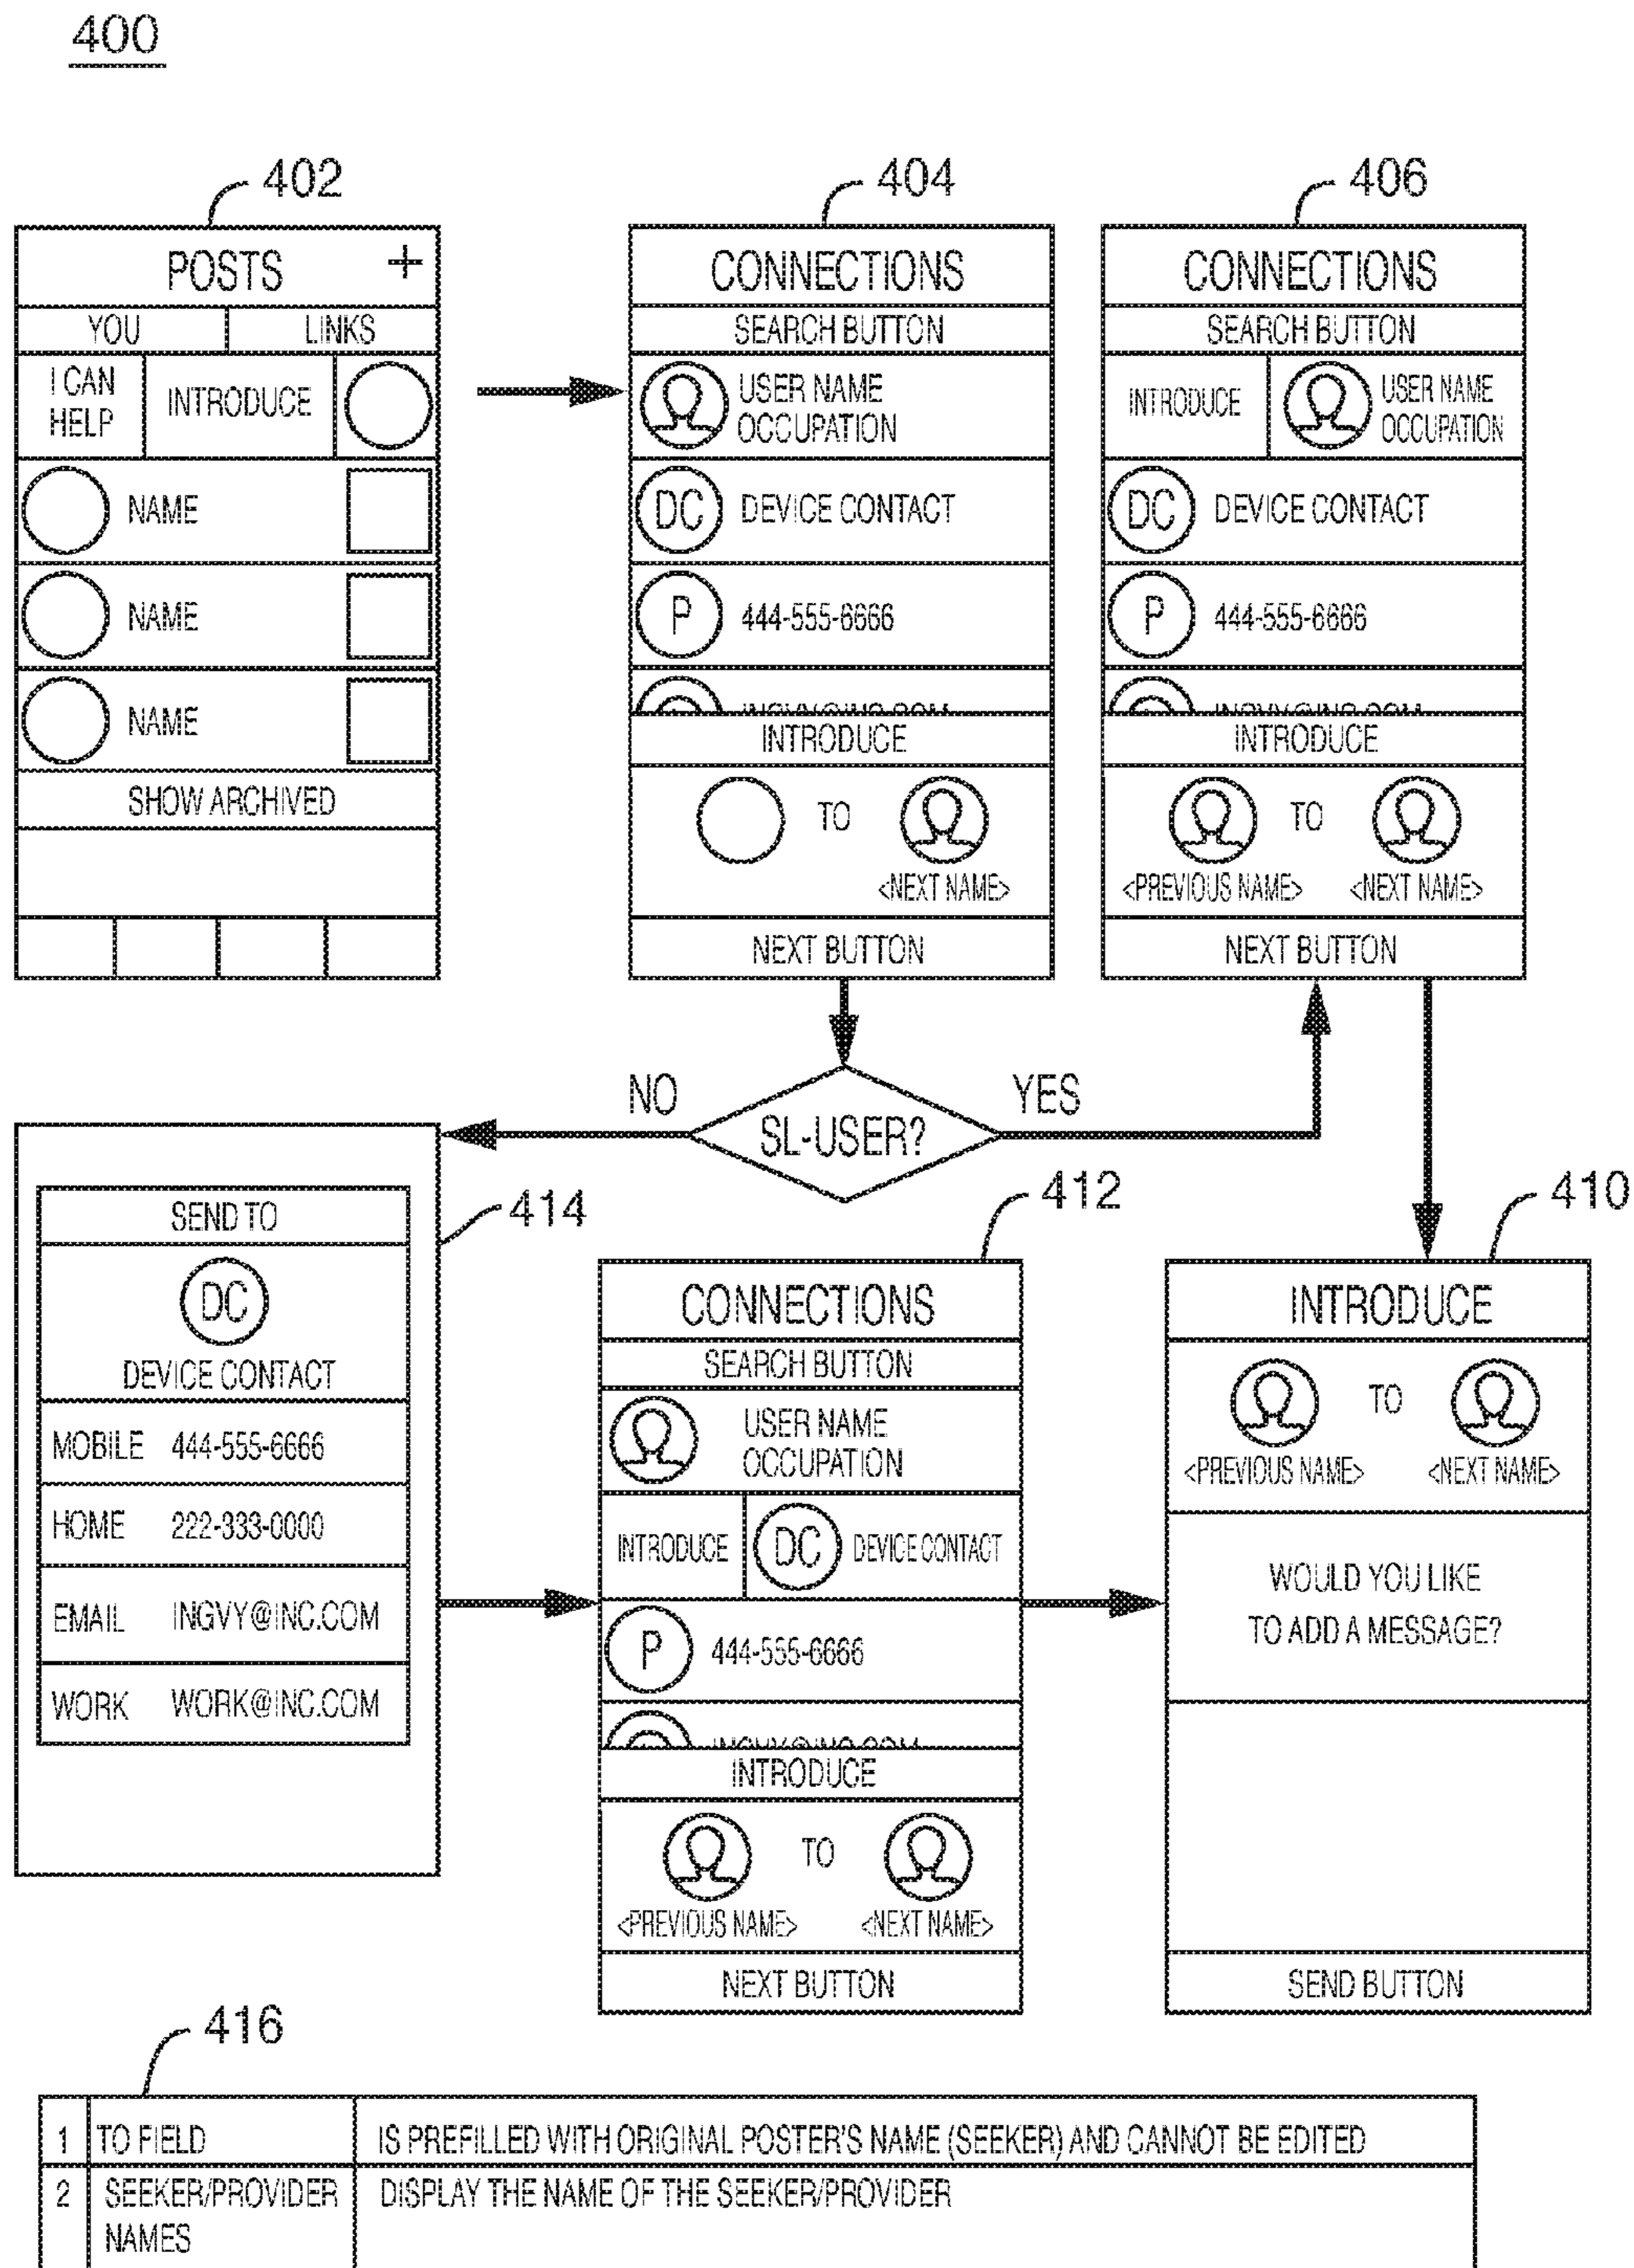 400
402
POSTS +
YOU LINKS
I CAN
HELP
INTRODUCE
NAME
NAME
NAME
SHOW ARCHIVED
404
CONNECTIONS
SEARCH BUTTON
USER NAME
OCCUPATION
DC DEVICE CONTACT
P 444-555-6666
INTRODUCE
TO
<NEXT NAME>
NEXT BUTTON
406
CONNECTIONS
SEARCH BUTTON
INTRODUCE
USER NAME
OCCUPATION
DC DEVICE CONTACT
P 444-555-6666
INTRODUCE
TO
<PREVIOUS NAME> <NEXT NAME>
NEXT BUTTON
NO
SL-USER?
YES
414
SEND TO
DC
DEVICE CONTACT
MOBILE 444-555-6666
HOME 222-333-0000
EMAIL INGVY@INC.COM
WORK WORK@INC.COM
412
CONNECTIONS
SEARCH BUTTON
USER NAME
OCCUPATION
INTRODUCE DC DEVICE CONTACT
P 444-555-6666
INTRODUCE
TO
<PREVIOUS NAME> <NEXT NAME>
NEXT BUTTON
410
INTRODUCE
TO
<PREVIOUS NAME> <NEXT NAME>
WOULD YOU LIKE
TO ADD A MESSAGE?
SEND BUTTON
416
1 TO FIELD IS PREFILLED WITH ORIGINAL POSTER'S NAME (SEEKER) AND CANNOT BE EDITED
2 SEEKER/PROVIDER DISPLAY THE NAME OF THE SEEKER/PROVIDER
NAMES